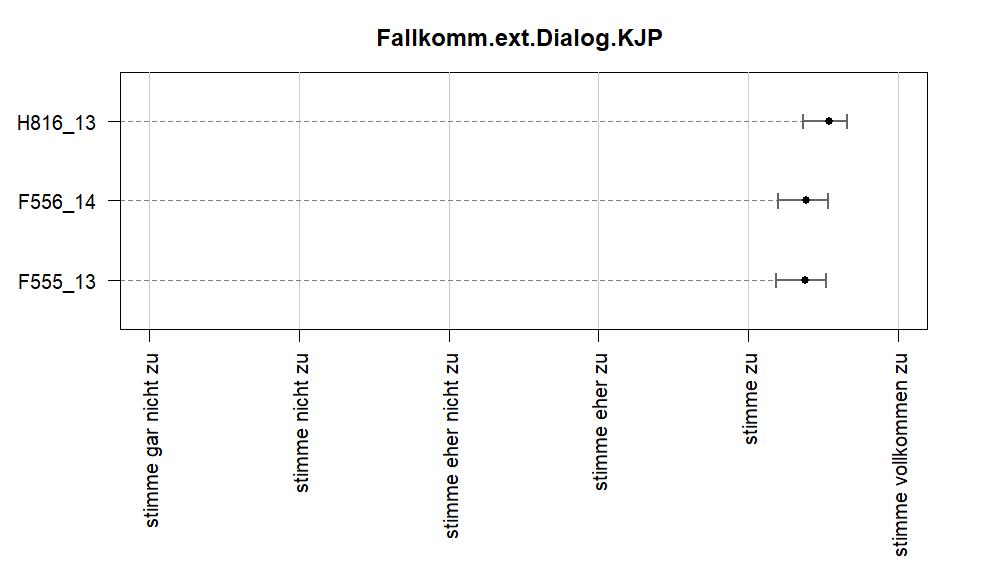 Fallkomm.ext.Dialog.KJP
H816_13
F556_14
F555_13
stimme gar nicht zu
stimme nicht zu
stimme eher nicht zu
stimme eher zu
stimme zu
stimme vollkommen zu